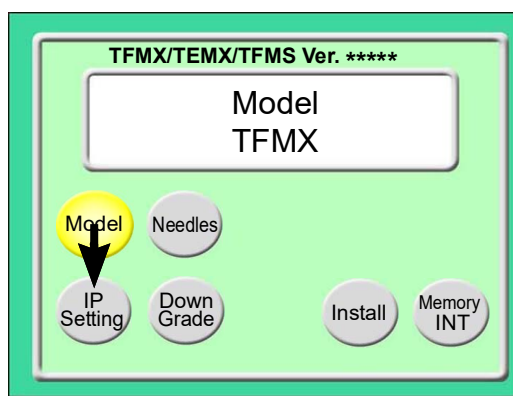 TFMX/TEMX/TFMS Ver. *****
Model
TFMX
Model
Needles
IP
Setting
Down
Grade
Install
Memory
INT